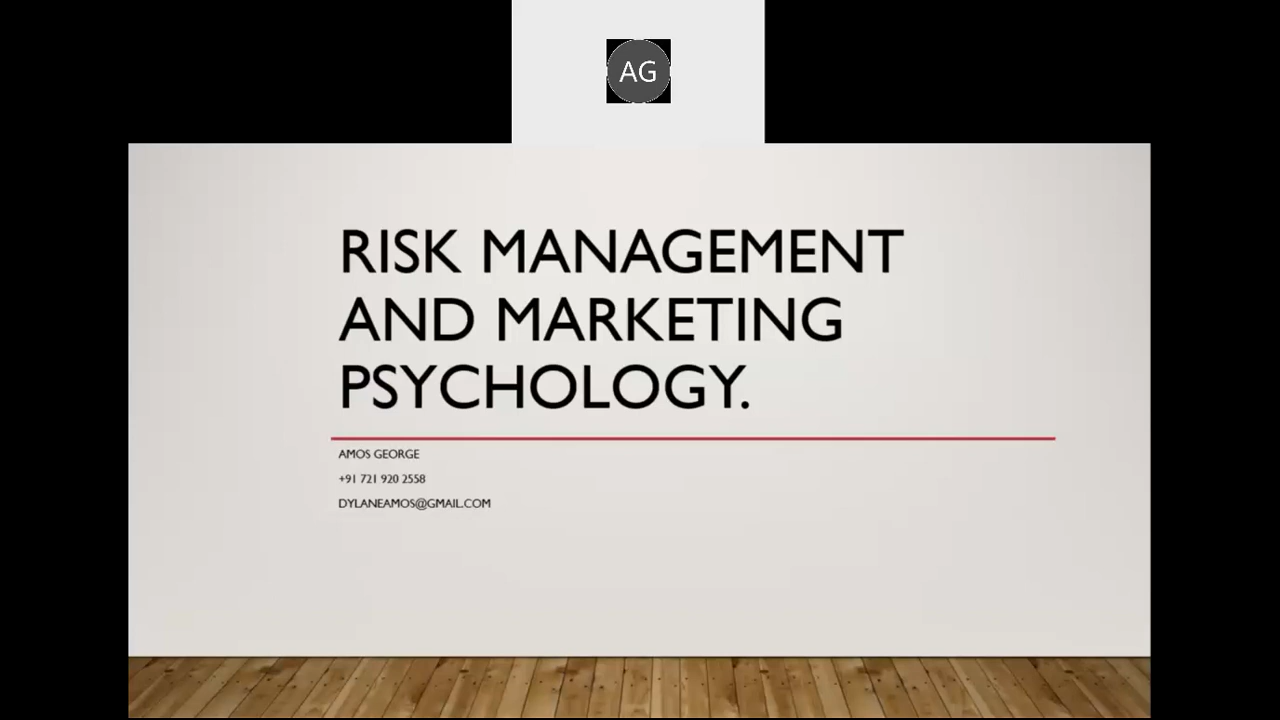 AG
RISK MANAGEMENT
AND MARKETING
PSYCHOLOGY.
AMOS GEORGE
+91 721 920 2558
DYLANEAMOS@GMAIL.COM